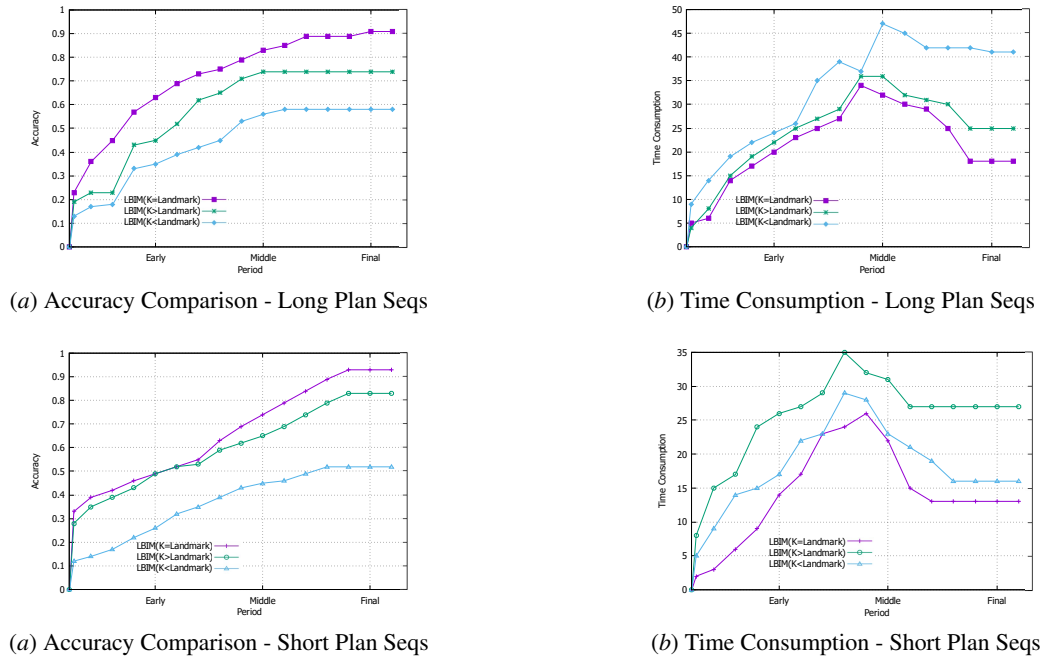 1
0.9
0.8
0.7
0.6
0.5
0.4
0.3
0.2
0.1
0
Accuracy
LBIM(K=Landmark)
LBIM(K>Landmark)
LBIM(K<Landmark)
Early Middle Final
Period
(a) Accuracy Comparison - Long Plan Seqs
50
45
40
35
30
25
20
15
10
5
0
Time Consumption
LBIM(K=Landmark)
LBIM(K>Landmark)
LBIM(K<Landmark)
Early Middle Final
Period
(b) Time Consumption - Long Plan Seqs
1
0.9
0.8
0.7
0.6
0.5
0.4
0.3
0.2
0.1
0
Accuracy
LBIM(K=Landmark)
LBIM(K>Landmark)
LBIM(K<Landmark)
Early Middle Final
Period
(a) Accuracy Comparison - Short Plan Seqs
35
30
25
20
15
10
5
0
Time Consumption
LBIM(K=Landmark)
LBIM(K>Landmark)
LBIM(K<Landmark)
Early Middle Final
Period
(b) Time Consumption - Short Plan Seqs